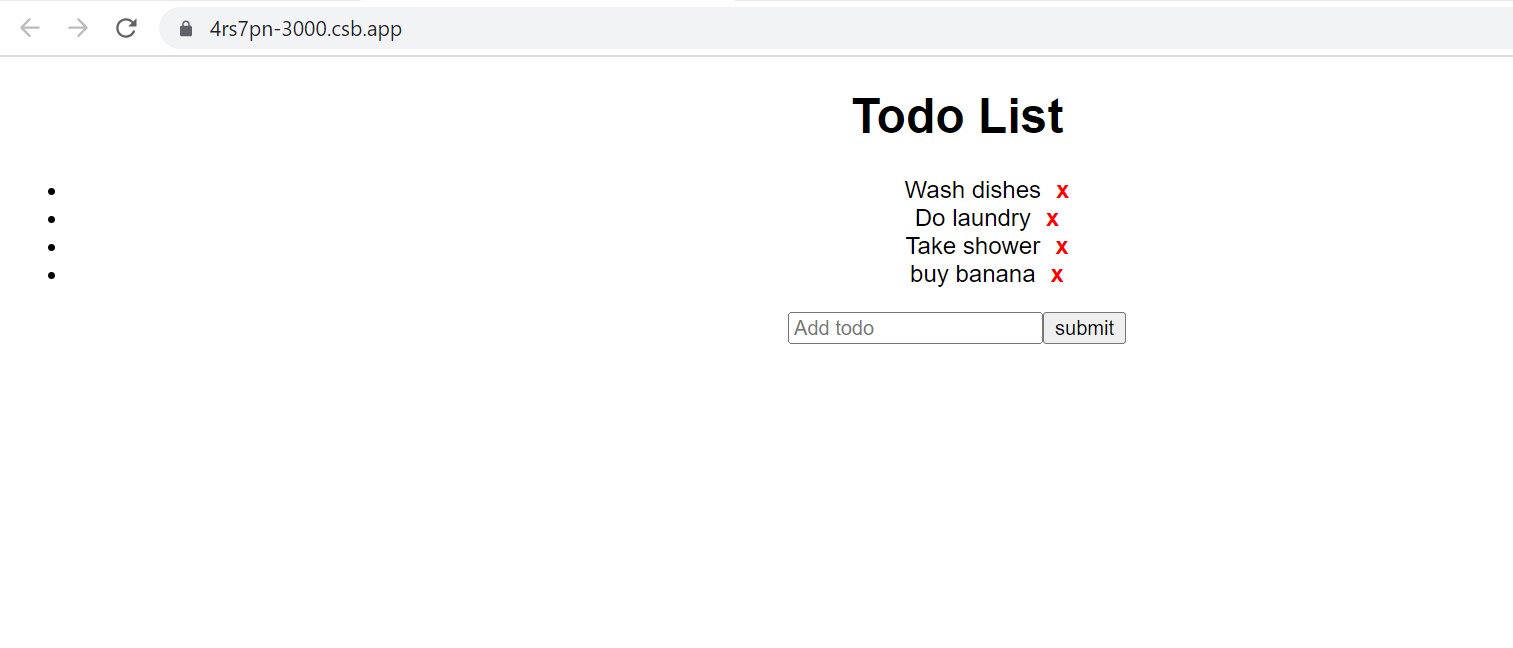 4rs7pn-3000.csb.app
Todo List
Wash dishes x
Do laundry x
Take shower x
buy banana x
Add todo submit